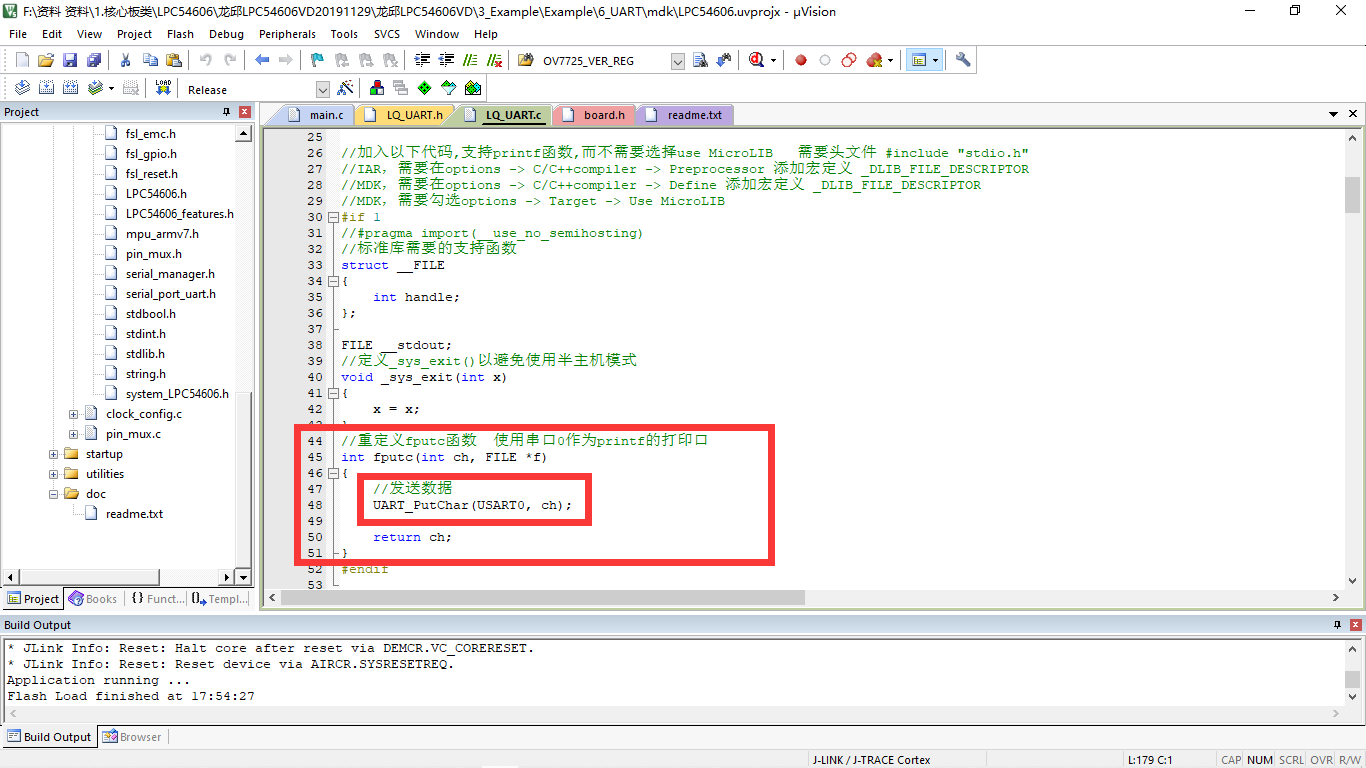 F:\资料 资料\1.核心板类\LPC54606\龙邱LPC54606VD20191129\龙邱LPC54606VD\3_Example\Example\6_UART\mdk\LPC54606.uvprojx - µVision
File Edit View Project Flash Debug Peripherals Tools SVCS Window Help
OV7725_VER_REG
LOAD Release
Project
main.c LQ_UART.h LQ_UART.c board.h readme.txt
fsl_emc.h
fsl_gpio.h
fsl_reset.h
LPC54606.h
LPC54606_features.h
mpu_armv7.h
pin_mux.h
serial_manager.h
serial_port_uart.h
stdbool.h
stdint.h
stdlib.h
string.h
system_LPC54606.h
clock_config.c
pin_mux.c
startup
utilities
doc
readme.txt
Project Books {} Funct... Templ...
25
26 //加入以下代码,支持printf函数,而不需要选择use MicroLIB 需要头文件 #include "stdio.h"
27 //IAR，需要在options -> C/C++compiler -> Preprocessor 添加宏定义 _DLIB_FILE_DESCRIPTOR
28 //MDK，需要在options -> C/C++compiler -> Define 添加宏定义 _DLIB_FILE_DESCRIPTOR
29 //MDK，需要勾选options -> Target -> Use MicroLIB
30 #if 1
31 //#pragma import(__use_no_semihosting)
32 //标准库需要的支持函数
33 struct __FILE
34 {
35 int handle;
36 };
37
38 FILE __stdout;
39 //定义_sys_exit()以避免使用半主机模式
40 void _sys_exit(int x)
41 {
42 x = x;
43 }
44 //重定义fputc函数 使用串口0作为printf的打印口
45 int fputc(int ch, FILE *f)
46 {
47 //发送数据
48 UART_PutChar(USART0, ch);
49
50 return ch;
51 }
52 #endif
53
Build Output
* JLink Info: Reset: Halt core after reset via DEMCR.VC_CORERESET.
* JLink Info: Reset: Reset device via AIRCR.SYSRESETREQ.
Application running ...
Flash Load finished at 17:54:27
Build Output Browser
J-LINK / J-TRACE Cortex L:179 C:1 CAP NUM SCRL OVR R/W